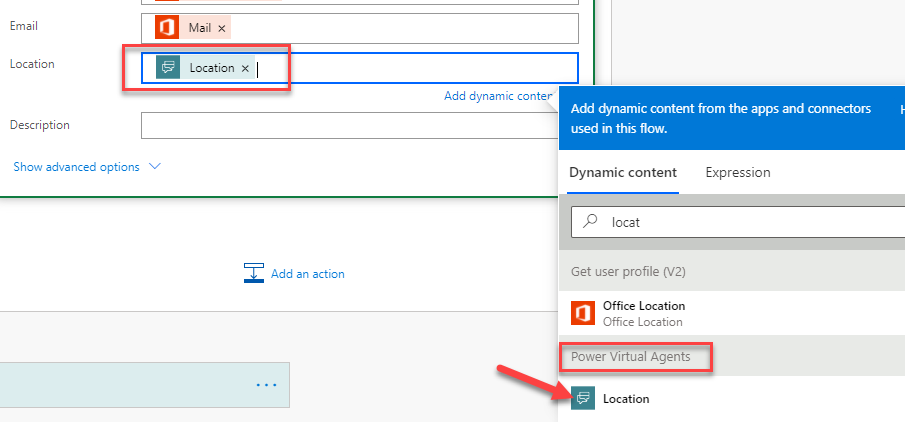 Email
Mail ×
Location
Location ×
Add dynamic conten
Description
Show advanced options
Add an action
...
Add dynamic content from the apps and connectors
used in this flow.
Dynamic content
Expression
locat
Get user profile (V2)
Office Location
Office Location
Power Virtual Agents
Location